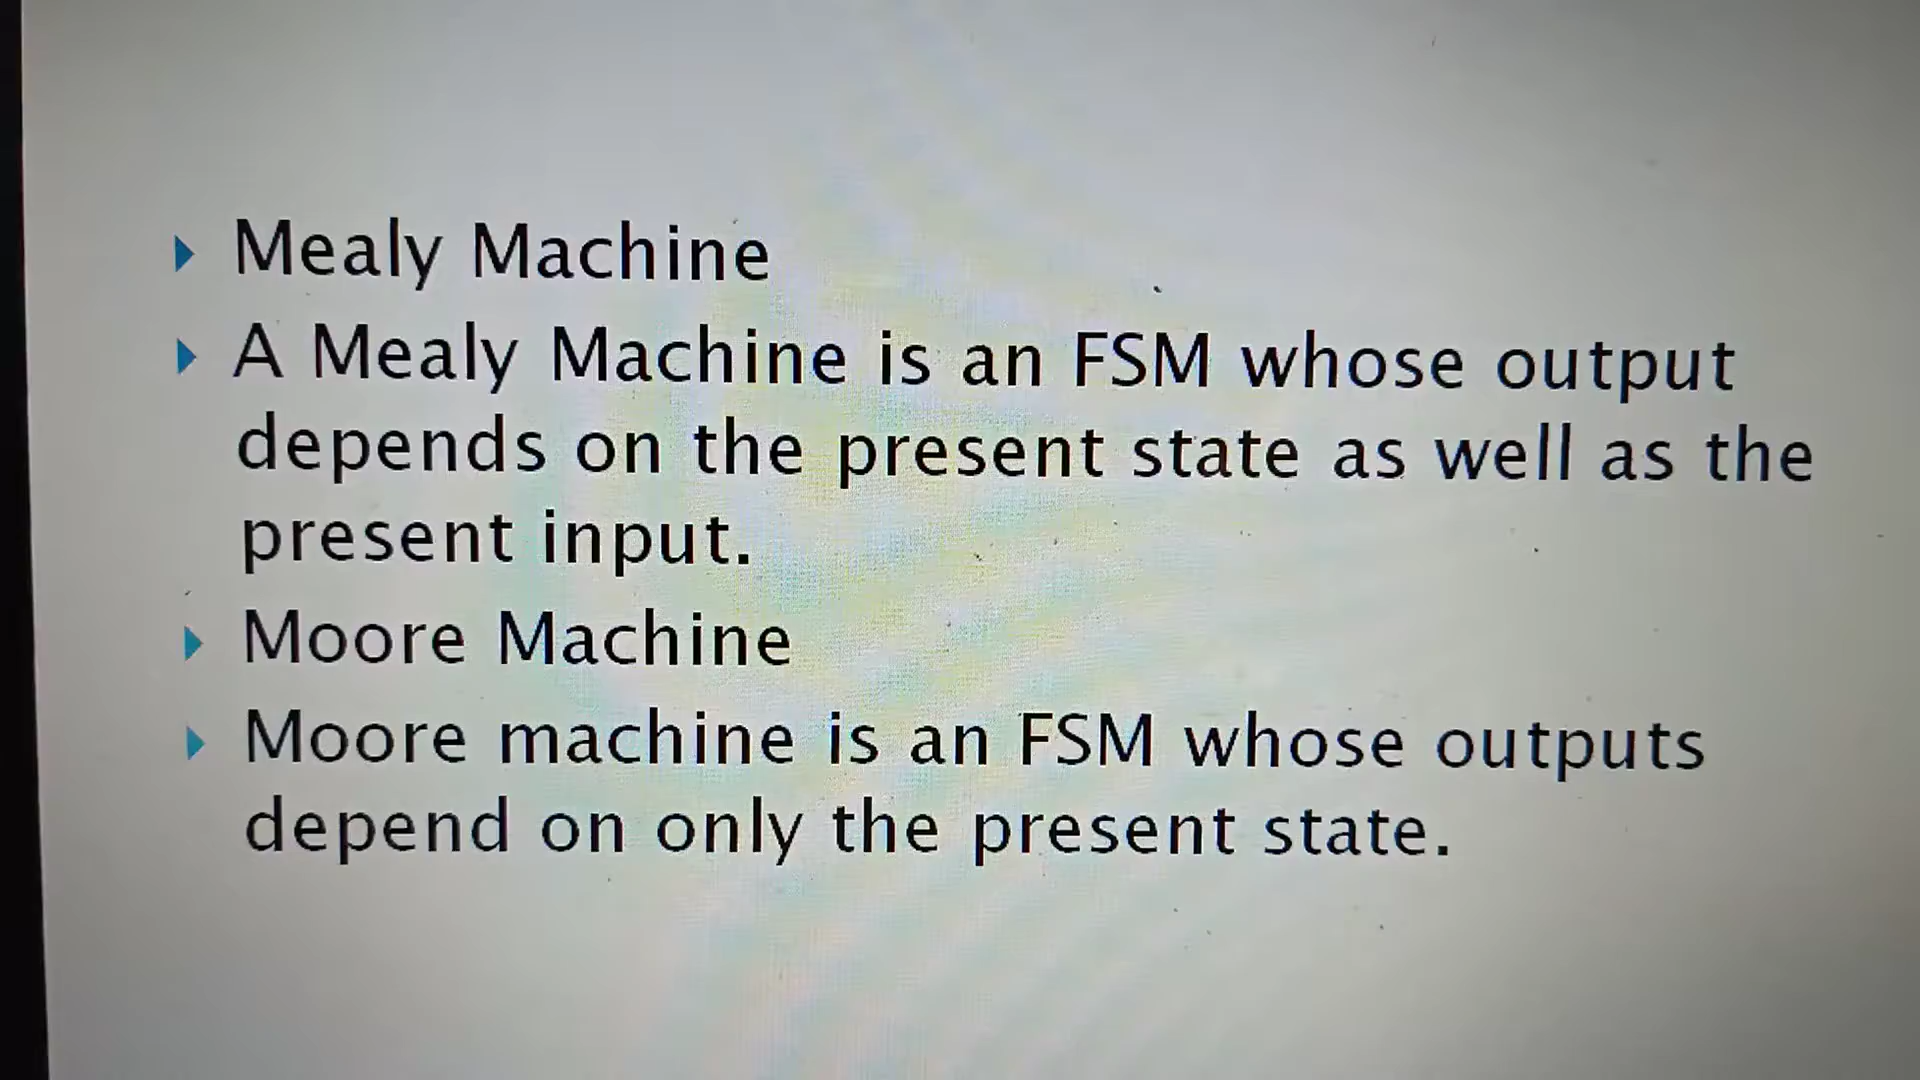 Mealy Machine
A Mealy Machine is an FSM whose output
depends on the present state as well as the
present input.
Moore Machine
Moore machine is an FSM whose outputs
depend on only the present state.